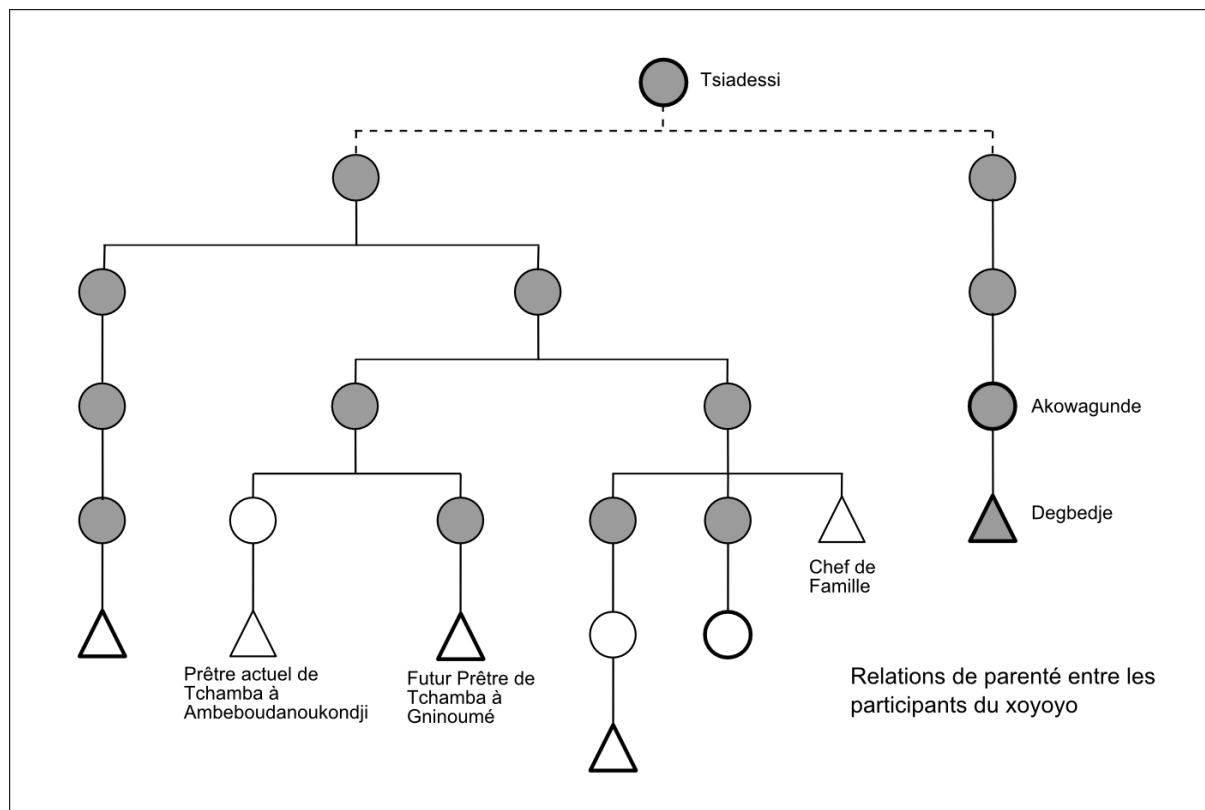 Tsiadessi
Akowagunde
Degbedje
Chef de
Famille
Prêtre actuel de
Tchamba à
Ambeboudanoukondji
Futur Prêtre de
Tchamba à
Gninoumé
Relations de parenté entre les
participants du xoyoyo